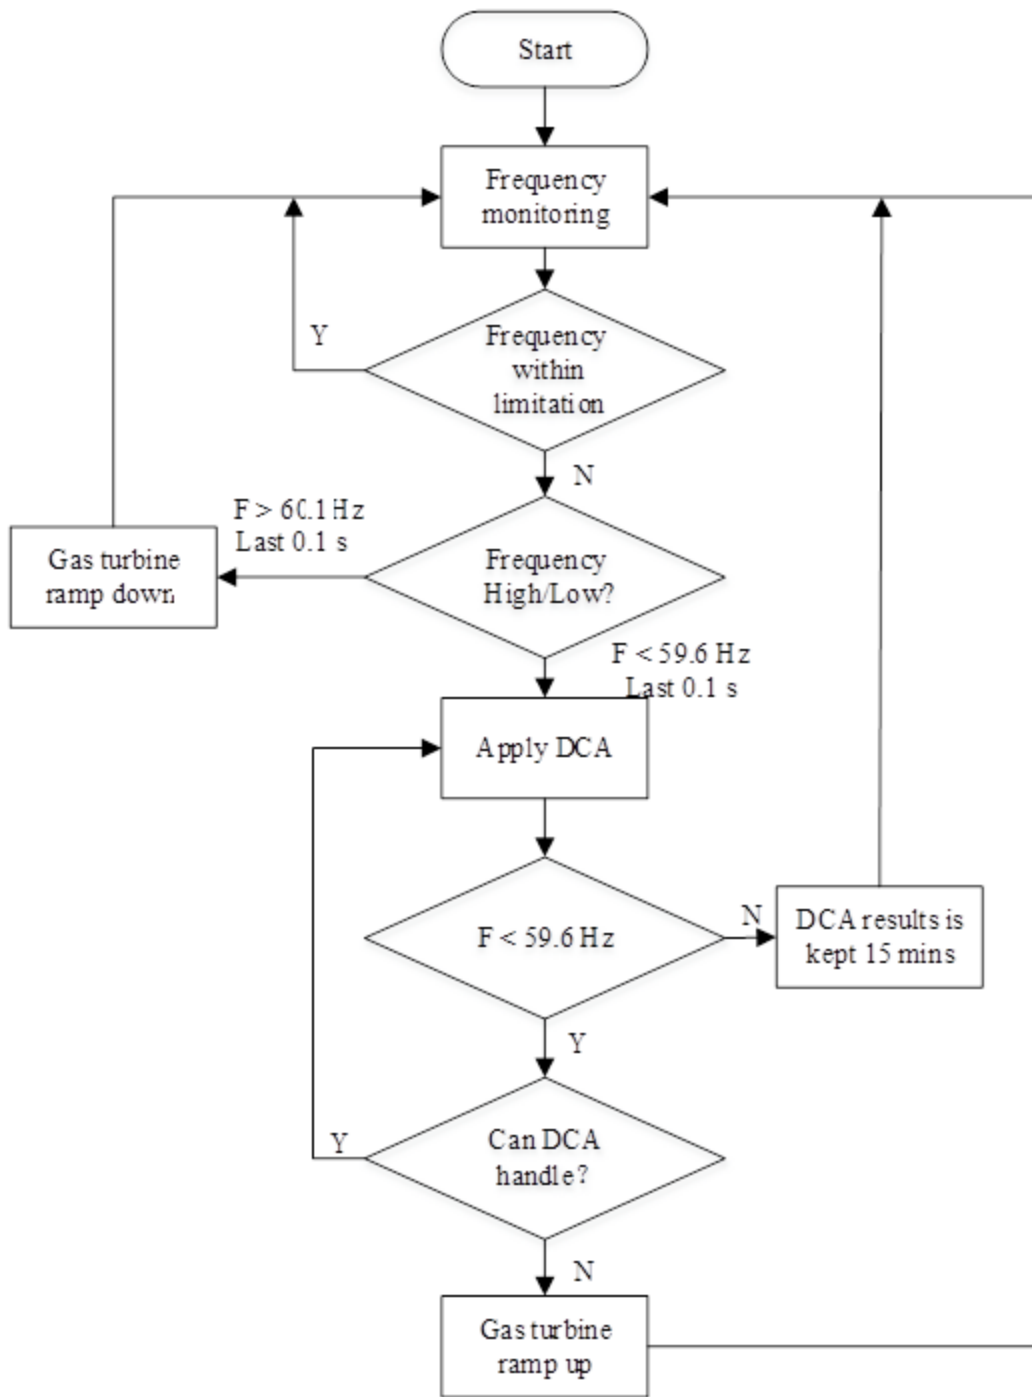 Start
Frequency
monitoring
Y
Frequency
within
limitation
N
F > 60.1 Hz
Last 0.1 s
Gas turbine
ramp down
Frequency
High/Low?
F < 59.6 Hz
Last 0.1 s
Apply DCA
F < 59.6 Hz
N
DCA results is
kept 15 mins
Y
Y
Can DCA
handle?
N
Gas turbine
ramp up